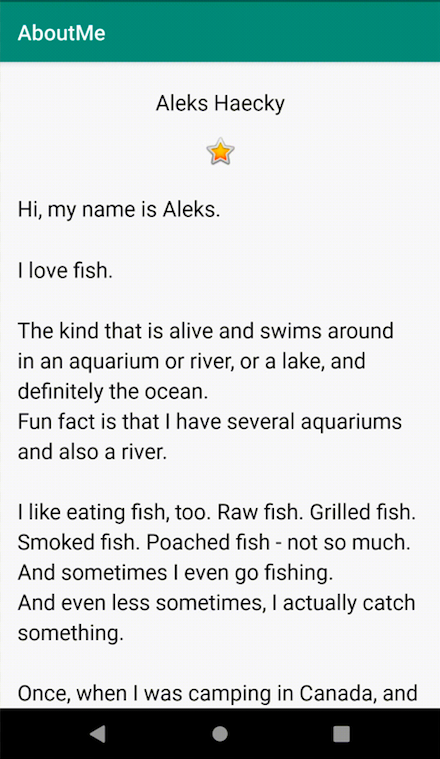 AboutMe
Aleks Haecky
Hi, my name is Aleks.
I love fish.
The kind that is alive and swims around
in an aquarium or river, or a lake, and
definitely the ocean.
Fun fact is that I have several aquariums
and also a river.
I like eating fish, too. Raw fish. Grilled fish.
Smoked fish. Poached fish - not so much.
And sometimes I even go fishing.
And even less sometimes, I actually catch
something.
Once, when I was camping in Canada, and